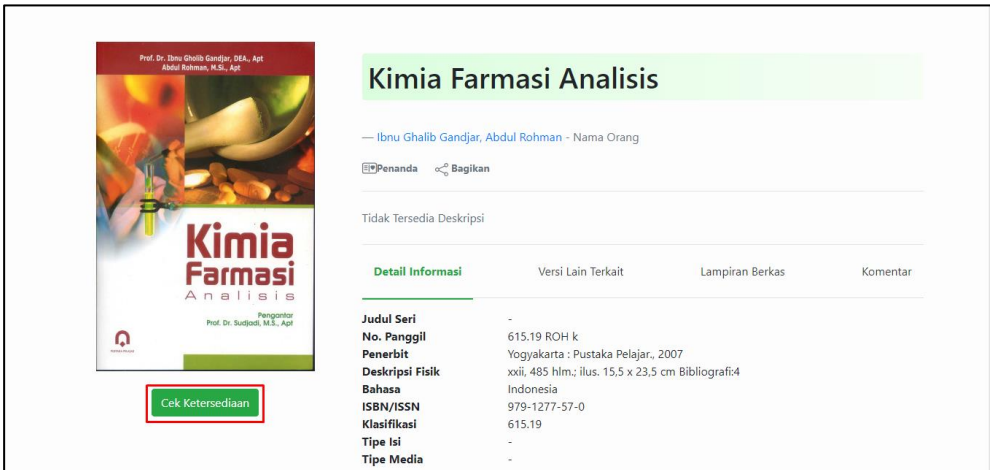 Prof. Dr. Ibnu Gholib Gandjar, DEA., Apt
Abdul Rohman, M.Si., Apt
Kimia
Farmasi
Analisis
Pengantar
Prof. Dr. Sudjadi, M.S., Apt
Cek Ketersediaan
Kimia Farmasi Analisis
— Ibnu Ghalib Gandjar, Abdul Rohman - Nama Orang
Penanda Bagikan
Tidak Tersedia Deskripsi
Detail Informasi Versi Lain Terkait Lampiran Berkas Komentar
Judul Seri -
No. Panggil 615.19 ROH k
Penerbit Yogyakarta : Pustaka Pelajar., 2007
Deskripsi Fisik xxii, 485 hlm.; ilus. 15,5 x 23,5 cm Bibliografi:4
Bahasa Indonesia
ISBN/ISSN 979-1277-57-0
Klasifikasi 615.19
Tipe Isi -
Tipe Media -